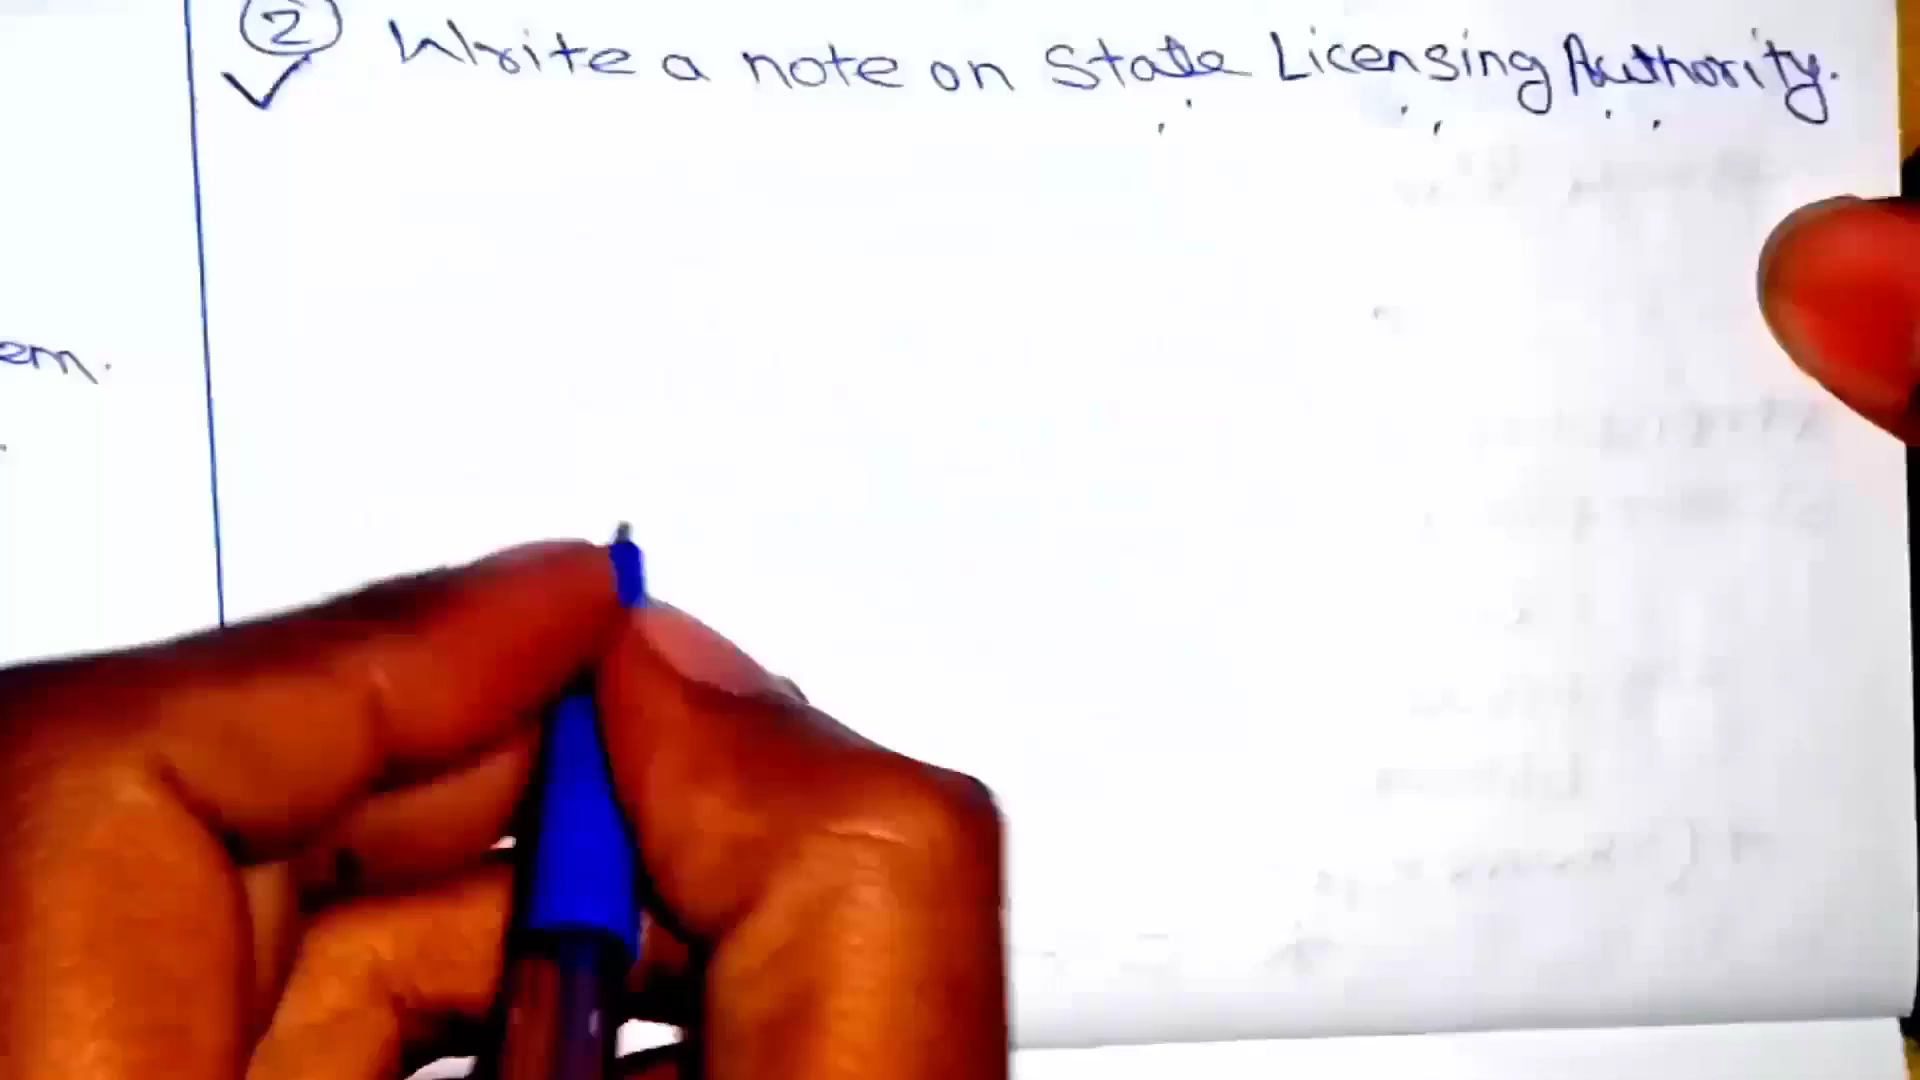 ② Write a note on State Licensing Authority.
em.